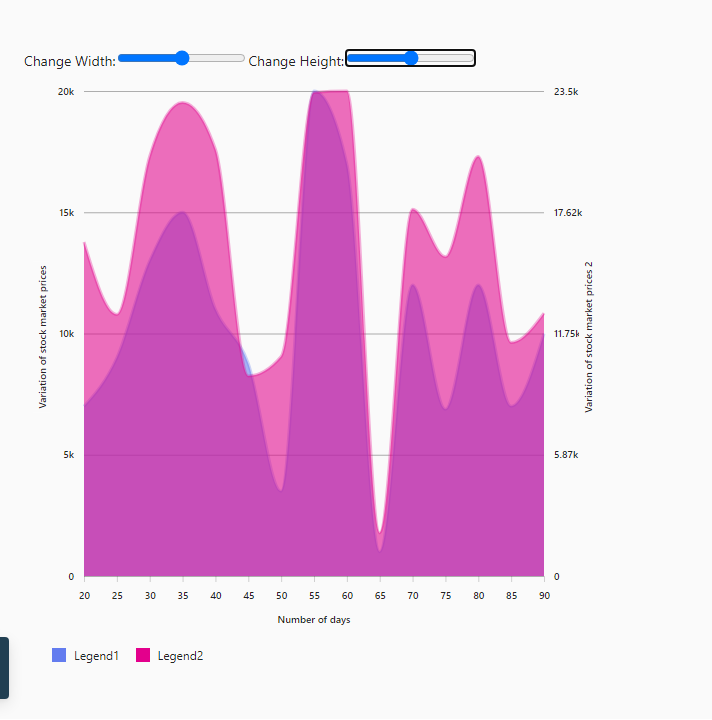 Change Width: Change Height:
20k 23.5k
15k 17.62k
Variation of stock market prices
Variation of stock market prices 2
10k 11.75k
5k 5.87k
0 0
20 25 30 35 40 45 50 55 60 65 70 75 80 85 90
Number of days
Legend1 Legend2